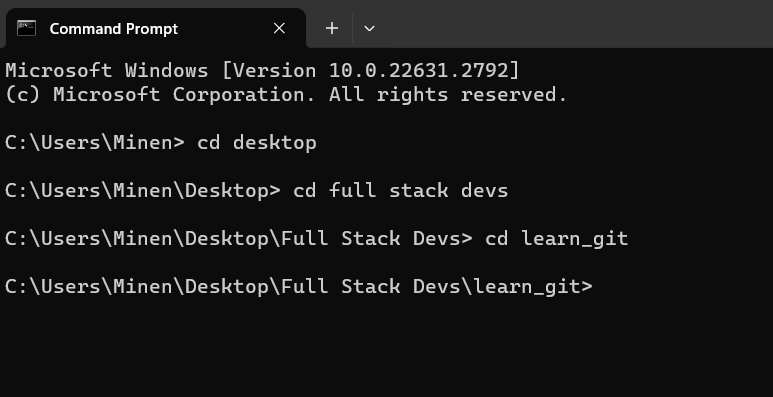 Command Prompt
Microsoft Windows [Version 10.0.22631.2792]
(c) Microsoft Corporation. All rights reserved.
C:\Users\Minen> cd desktop
C:\Users\Minen\Desktop> cd full stack devs
C:\Users\Minen\Desktop\Full Stack Devs> cd learn_git
C:\Users\Minen\Desktop\Full Stack Devs\learn_git>